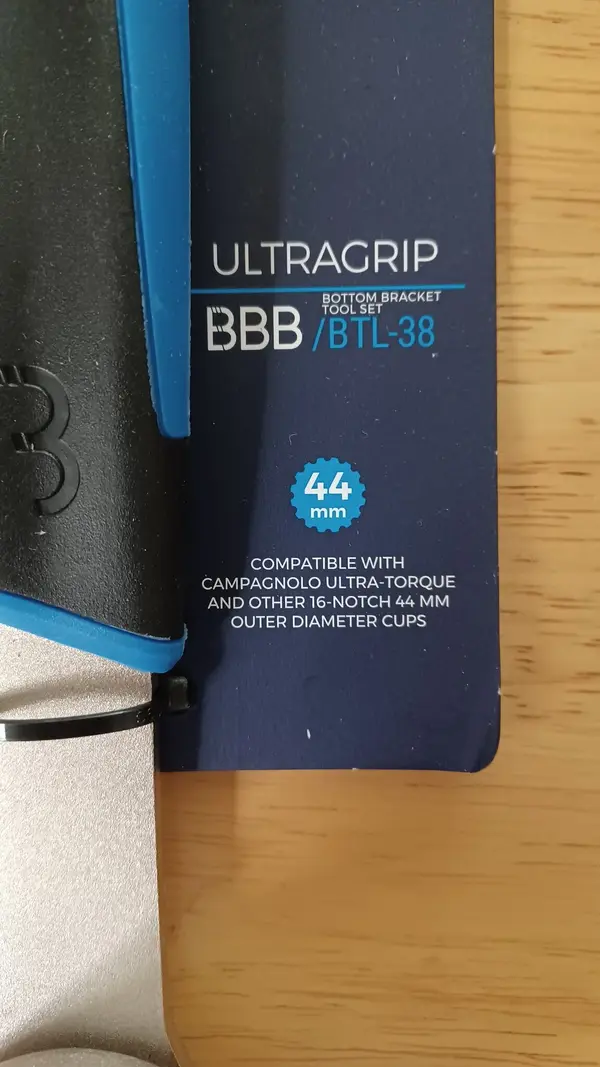 ULTRAGRIP
BBB
BOTTOM BRACKET
TOOL SET
/BTL-38
44
mm
COMPATIBLE WITH
CAMPAGNOLO ULTRA-TORQUE
AND OTHER 16-NOTCH 44 MM
OUTER DIAMETER CUPS